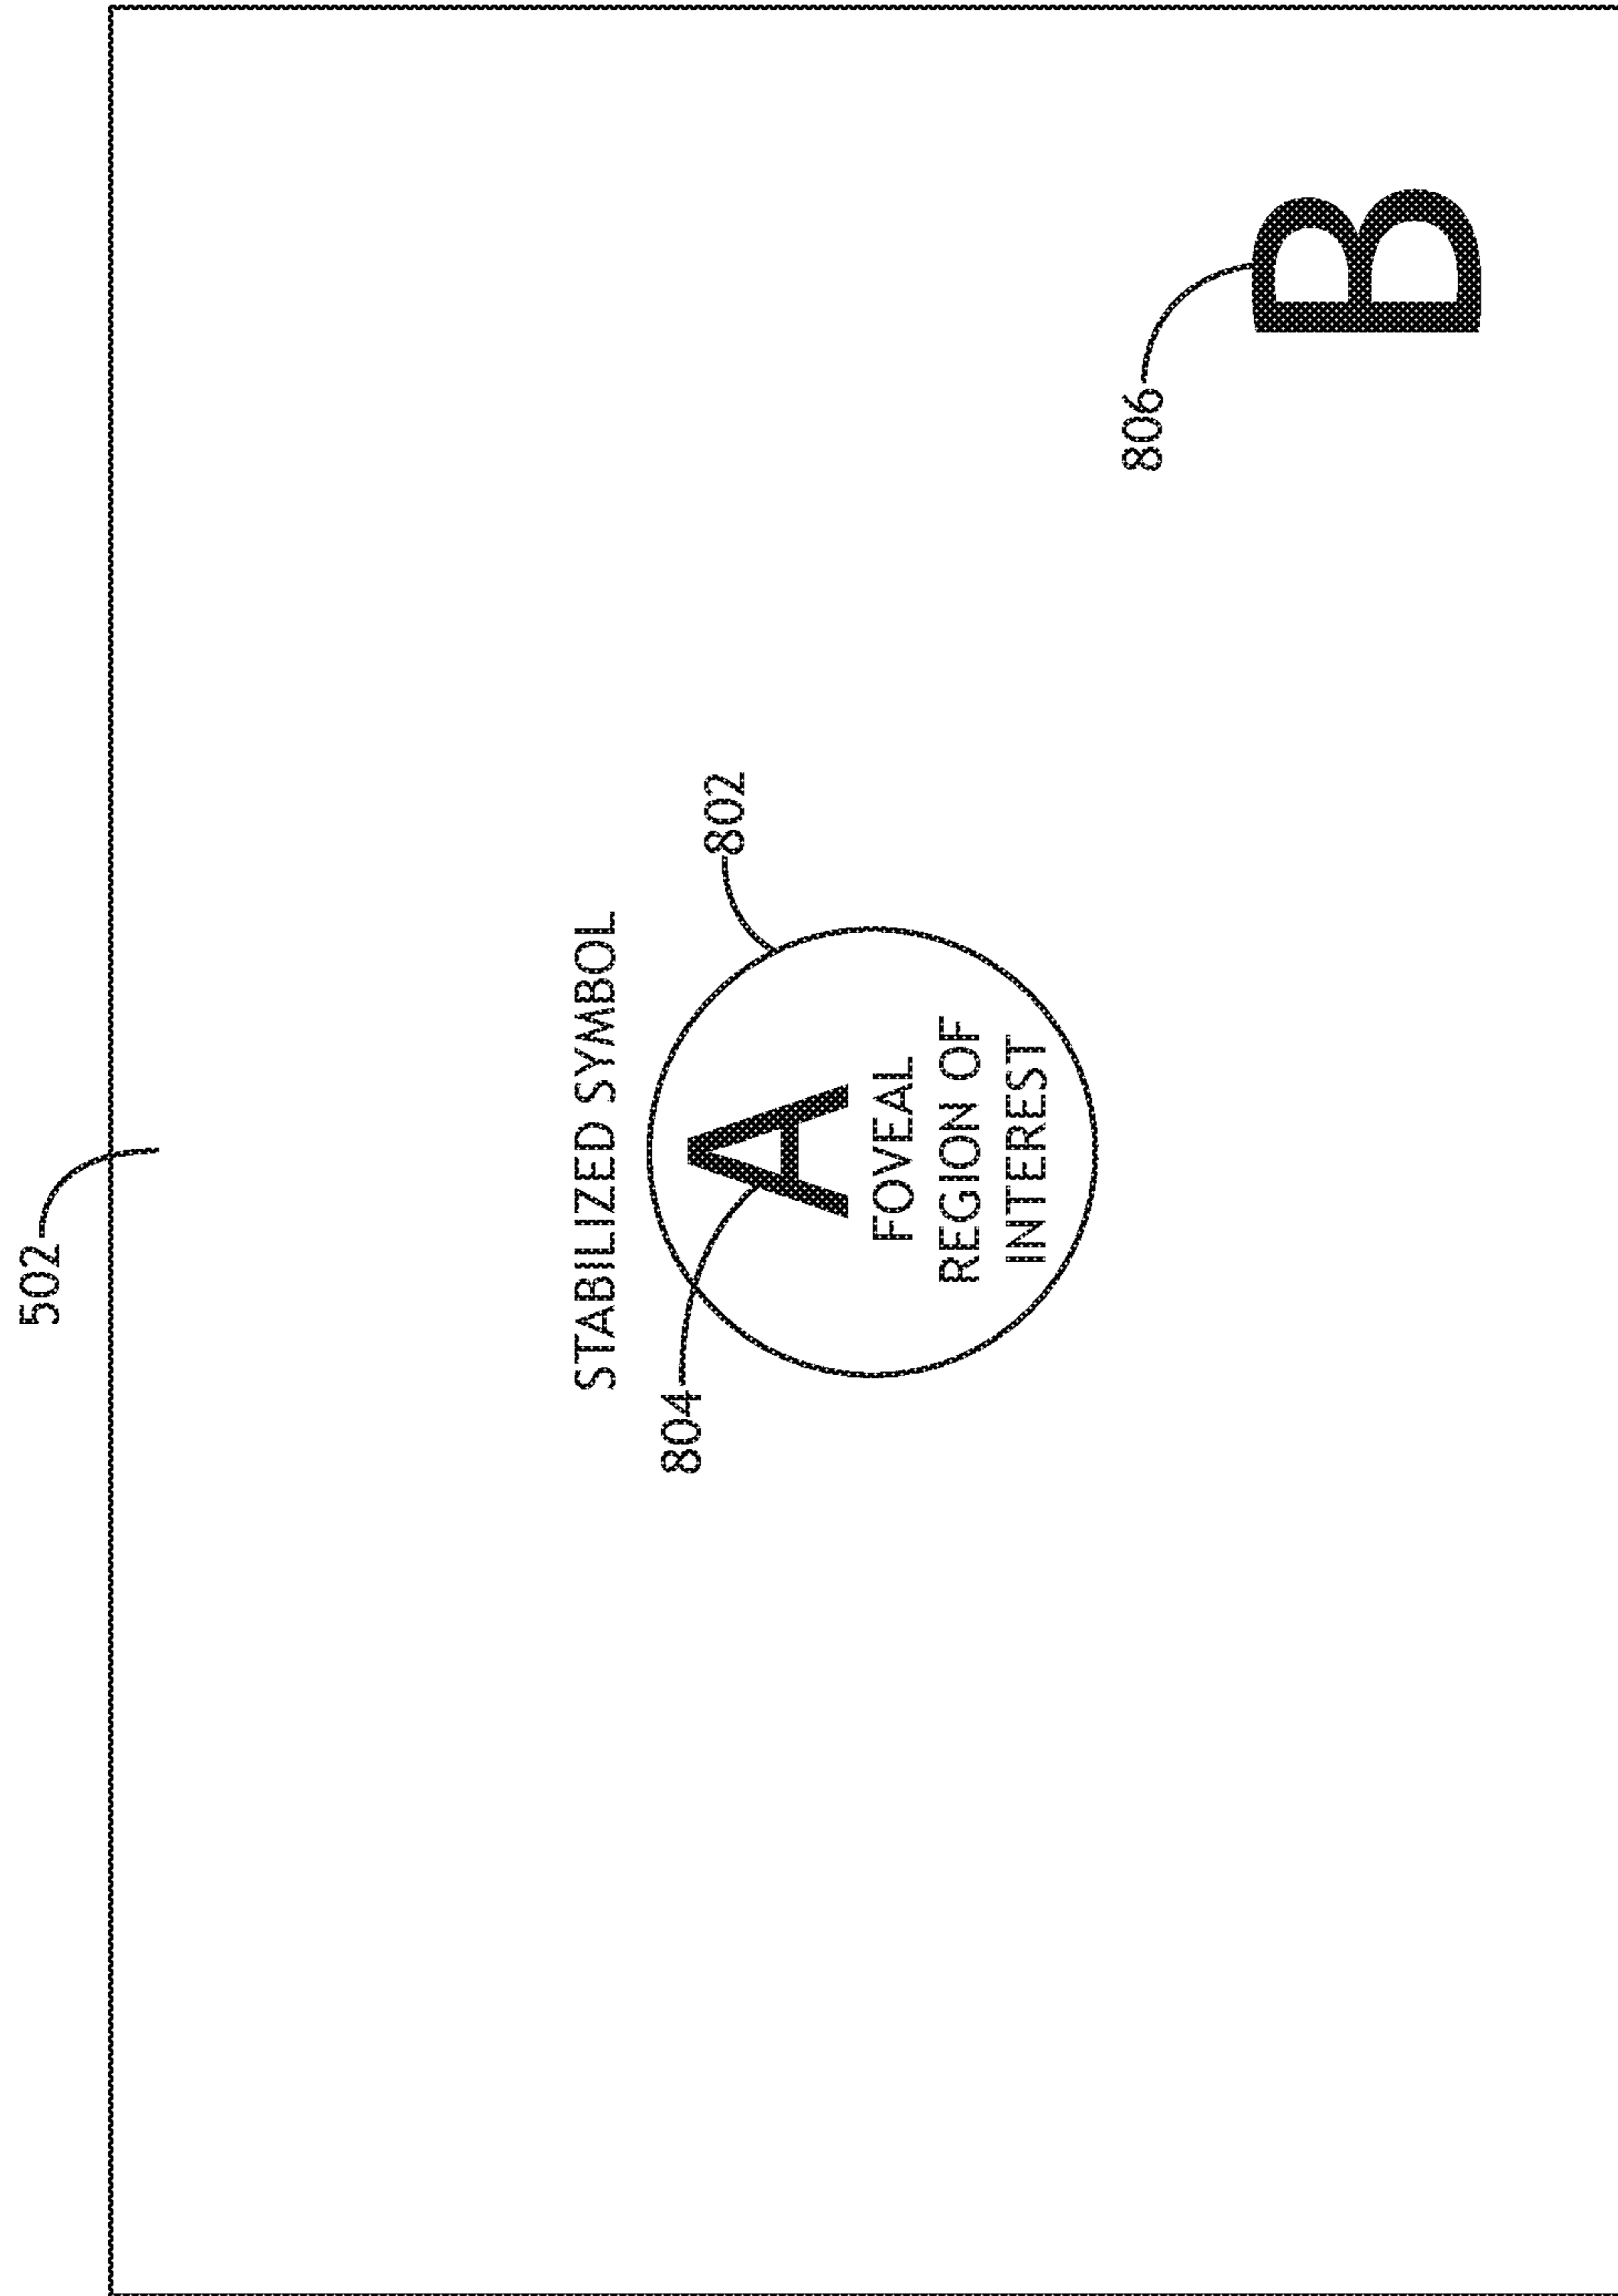 502
STABILIZED SYMBOL
804
802
A
FOVEAL
REGION OF
INTEREST
806
B